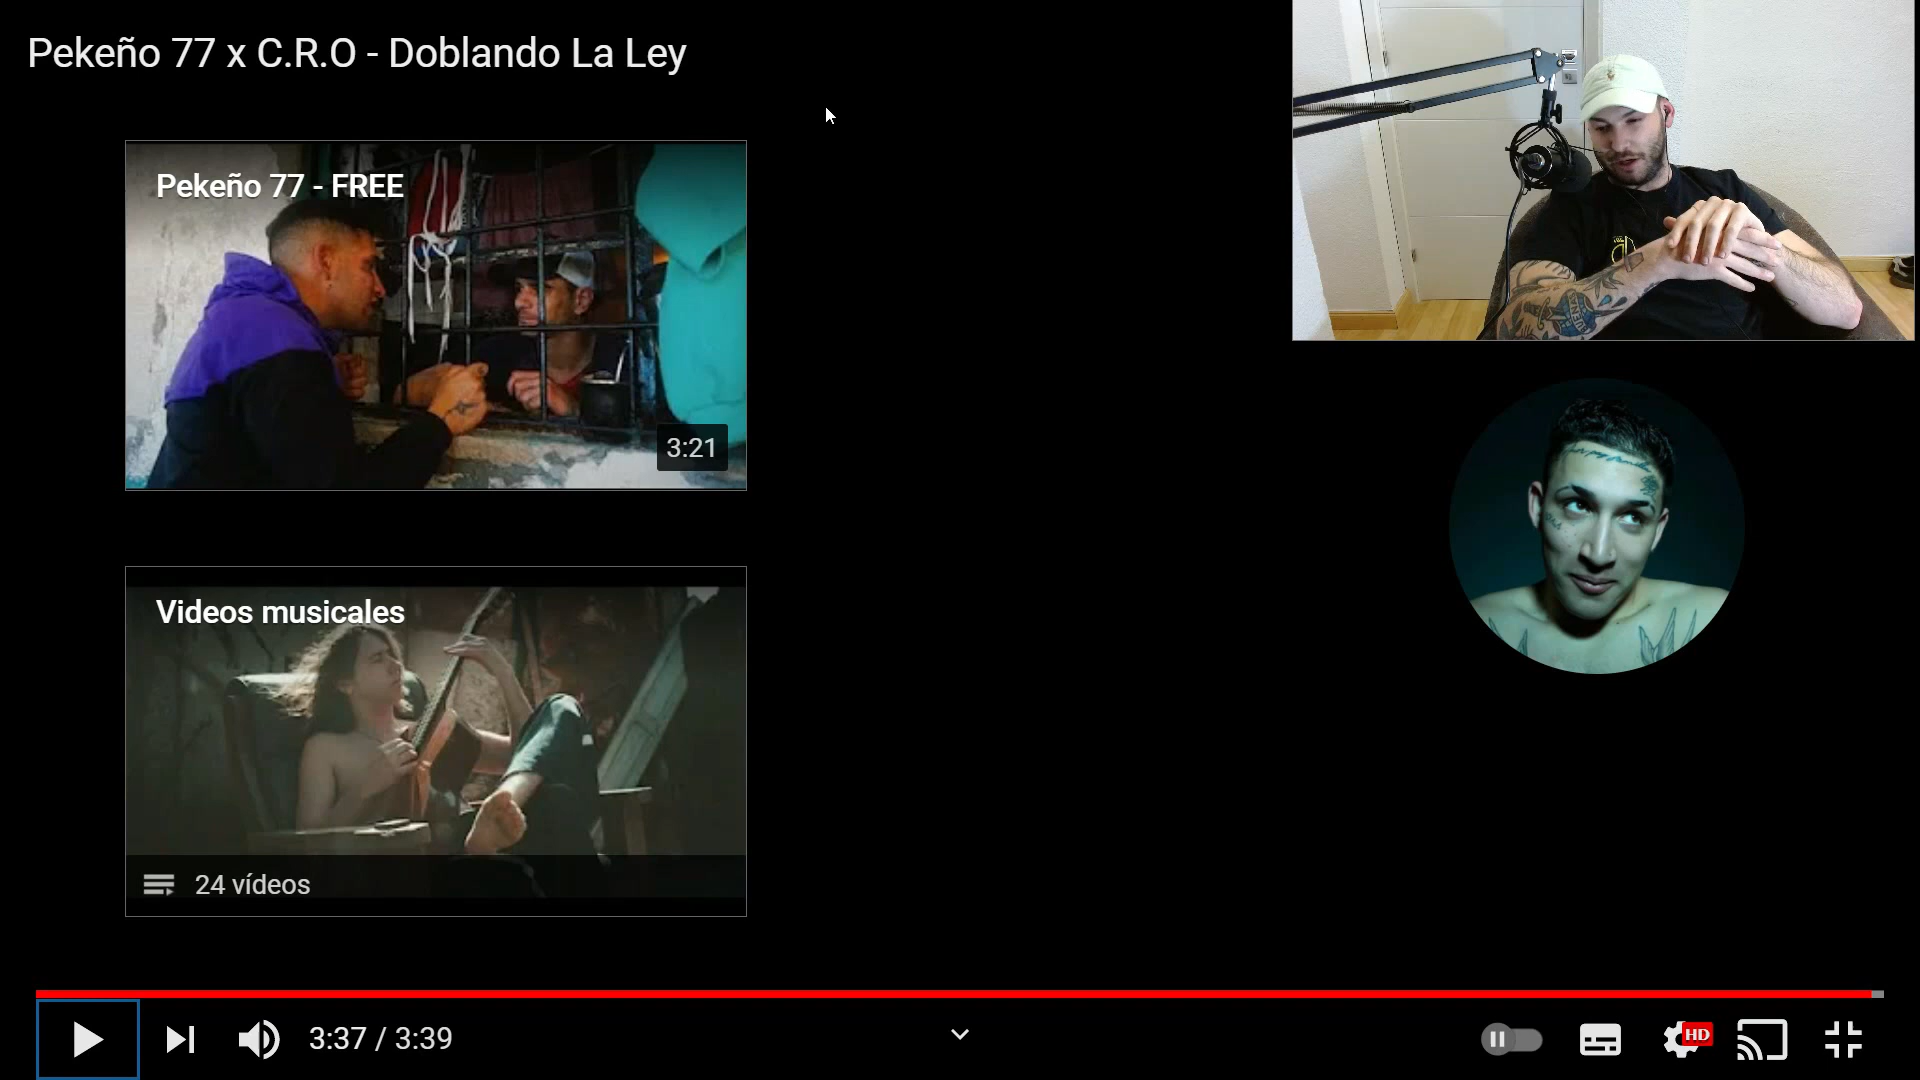 Pekeño 77 x C.R.O - Doblando La Ley
Pekeño 77 - FREE
3:21
Videos musicales
24 vídeos
3:37 / 3:39
HD